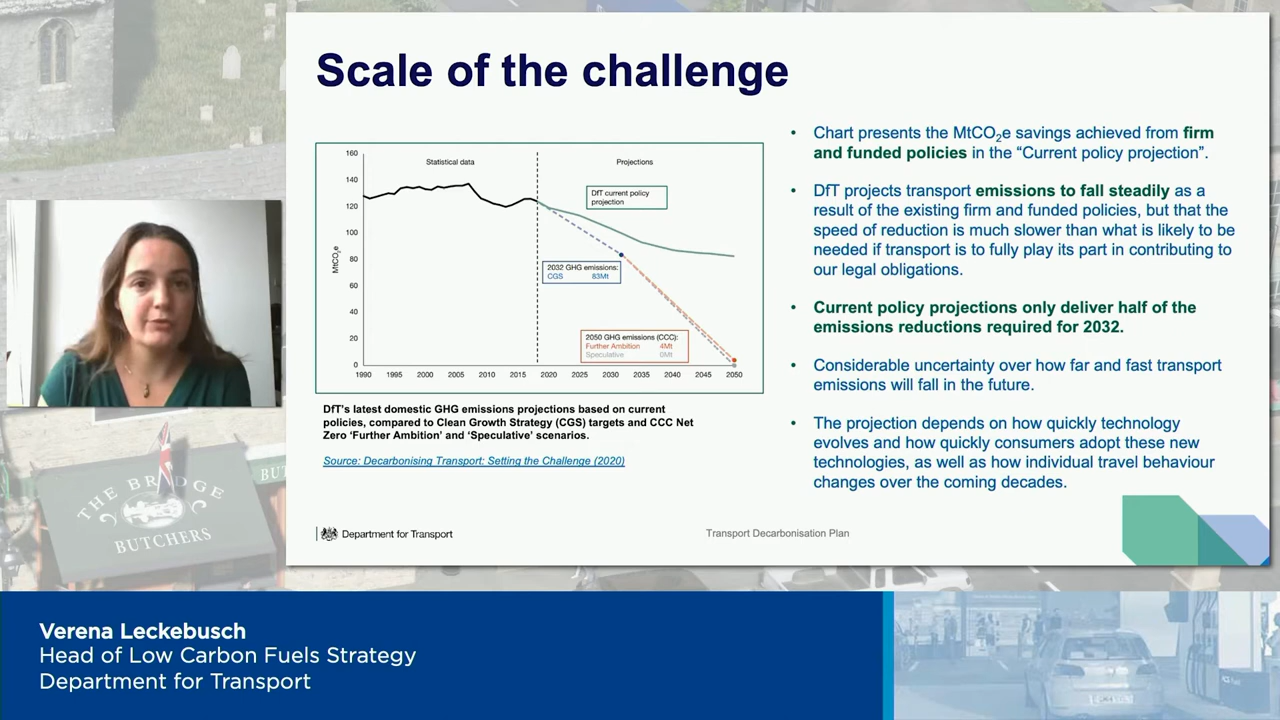 Scale of the challenge
160
140
120
100
80
60
40
20
0
MtCO2e
Statistical data
Projections
DfT current policy
projection
2032 GHG emissions:
CGS 83Mt
2050 GHG emissions (CCC):
Further Ambition 4Mt
Speculative 0Mt
1990 1995 2000 2005 2010 2015 2020 2025 2030 2035 2040 2045 2050
DfT's latest domestic GHG emissions projections based on current
policies, compared to Clean Growth Strategy (CGS) targets and CCC Net
Zero ‘Further Ambition’ and ‘Speculative’ scenarios.
Source: Decarbonising Transport: Setting the Challenge (2020)
• Chart presents the MtCO₂e savings achieved from firm
and funded policies in the “Current policy projection”.
• DfT projects transport emissions to fall steadily as a
result of the existing firm and funded policies, but that the
speed of reduction is much slower than what is likely to be
needed if transport is to fully play its part in contributing to
our legal obligations.
• Current policy projections only deliver half of the
emissions reductions required for 2032.
• Considerable uncertainty over how far and fast transport
emissions will fall in the future.
• The projection depends on how quickly technology
evolves and how quickly consumers adopt these new
technologies, as well as how individual travel behaviour
changes over the coming decades.
Department for Transport
Transport Decarbonisation Plan
THE BRIDGE
BUTCHERS
BUT
Verena Leckebusch
Head of Low Carbon Fuels Strategy
Department for Transport